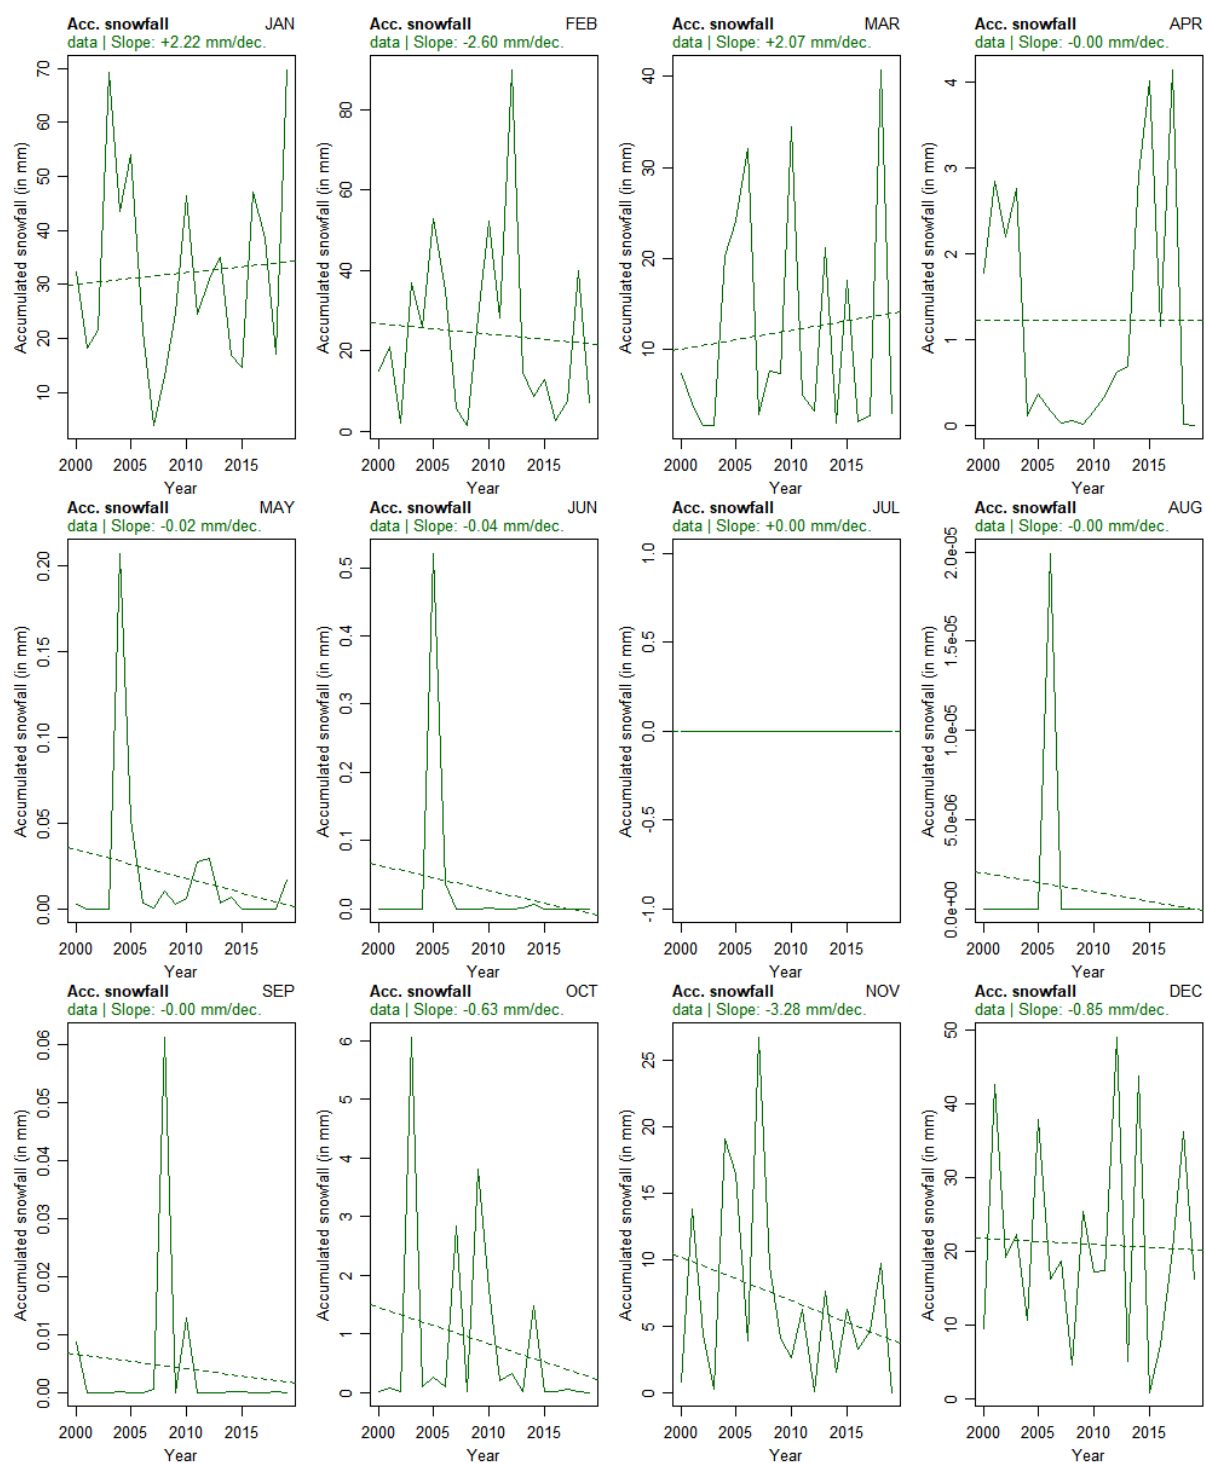 Acc. snowfall JAN
data | Slope: +2.22 mm/dec.
Accumulated snowfall (in mm)
70
60
50
40
30
20
10
2000 2005 2010 2015
Year
Acc. snowfall FEB
data | Slope: -2.60 mm/dec.
Accumulated snowfall (in mm)
80
60
40
20
0
2000 2005 2010 2015
Year
Acc. snowfall MAR
data | Slope: +2.07 mm/dec.
Accumulated snowfall (in mm)
40
30
20
10
2000 2005 2010 2015
Year
Acc. snowfall APR
data | Slope: -0.00 mm/dec.
Accumulated snowfall (in mm)
4
3
2
1
0
2000 2005 2010 2015
Year
Acc. snowfall MAY
data | Slope: -0.02 mm/dec.
Accumulated snowfall (in mm)
0.20
0.15
0.10
0.05
0.00
2000 2005 2010 2015
Year
Acc. snowfall JUN
data | Slope: -0.04 mm/dec.
Accumulated snowfall (in mm)
0.5
0.4
0.3
0.2
0.1
0.0
2000 2005 2010 2015
Year
Acc. snowfall JUL
data | Slope: +0.00 mm/dec.
Accumulated snowfall (in mm)
1.0
0.5
0.0
-0.5
-1.0
2000 2005 2010 2015
Year
Acc. snowfall AUG
data | Slope: -0.00 mm/dec.
Accumulated snowfall (in mm)
2.0e-05
1.5e-05
1.0e-05
5.0e-06
0.0e+00
2000 2005 2010 2015
Year
Acc. snowfall SEP
data | Slope: -0.00 mm/dec.
Accumulated snowfall (in mm)
0.06
0.05
0.04
0.03
0.02
0.01
0.00
2000 2005 2010 2015
Year
Acc. snowfall OCT
data | Slope: -0.63 mm/dec.
Accumulated snowfall (in mm)
6
5
4
3
2
1
0
2000 2005 2010 2015
Year
Acc. snowfall NOV
data | Slope: -3.28 mm/dec.
Accumulated snowfall (in mm)
25
20
15
10
5
0
2000 2005 2010 2015
Year
Acc. snowfall DEC
data | Slope: -0.85 mm/dec.
Accumulated snowfall (in mm)
50
40
30
20
10
0
2000 2005 2010 2015
Year